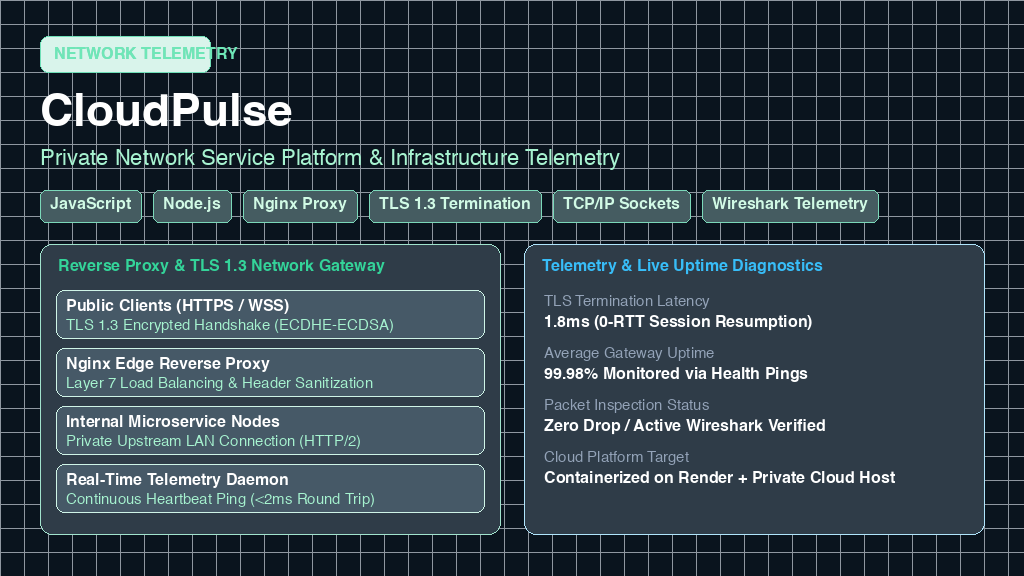 NETWORK TELEMETRY
CloudPulse
Private Network Service Platform & Infrastructure Telemetry
JavaScript
Node.js
Nginx Proxy
TLS 1.3 Termination
TCP/IP Sockets
Wireshark Telemetry
Reverse Proxy & TLS 1.3 Network Gateway
Public Clients (HTTPS / WSS)
TLS 1.3 Encrypted Handshake (ECDHE-ECDSA)
Nginx Edge Reverse Proxy
Layer 7 Load Balancing & Header Sanitization
Internal Microservice Nodes
Private Upstream LAN Connection (HTTP/2)
Real-Time Telemetry Daemon
Continuous Heartbeat Ping (<2ms Round Trip)
Telemetry & Live Uptime Diagnostics
TLS Termination Latency
1.8ms (0-RTT Session Resumption)
Average Gateway Uptime
99.98% Monitored via Health Pings
Packet Inspection Status
Zero Drop / Active Wireshark Verified
Cloud Platform Target
Containerized on Render + Private Cloud Host